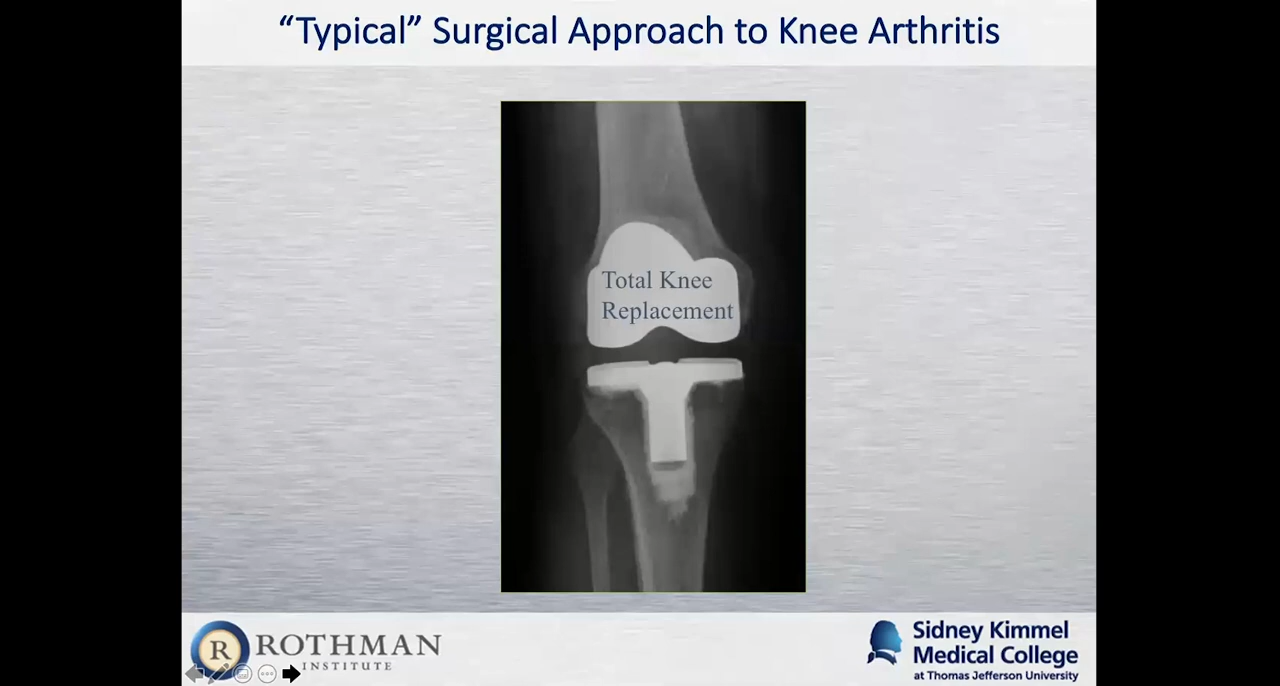 “Typical” Surgical Approach to Knee Arthritis
Total Knee
Replacement
R
ROTHMAN
INSTITUTE
Sidney Kimmel
Medical College
at Thomas Jefferson University